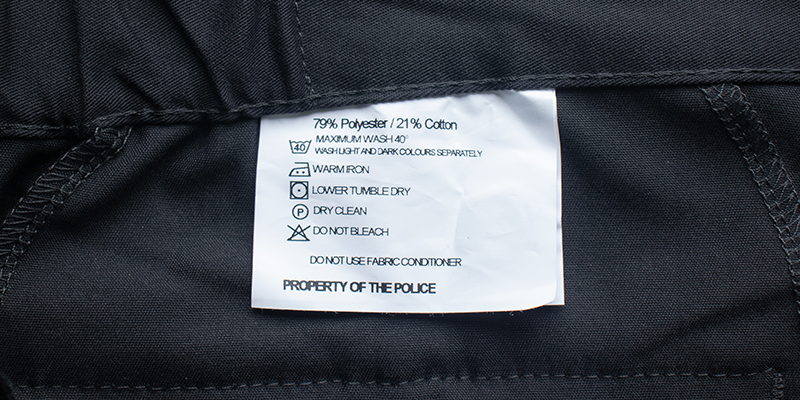 79% Polyester / 21% Cotton
40 MAXIMUM WASH 40°
WASH LIGHT AND DARK COLOURS SEPARATELY
WARM IRON
LOWER TUMBLE DRY
P DRY CLEAN
DO NOT BLEACH
DO NOT USE FABRIC CONDITIONER
PROPERTY OF THE POLICE